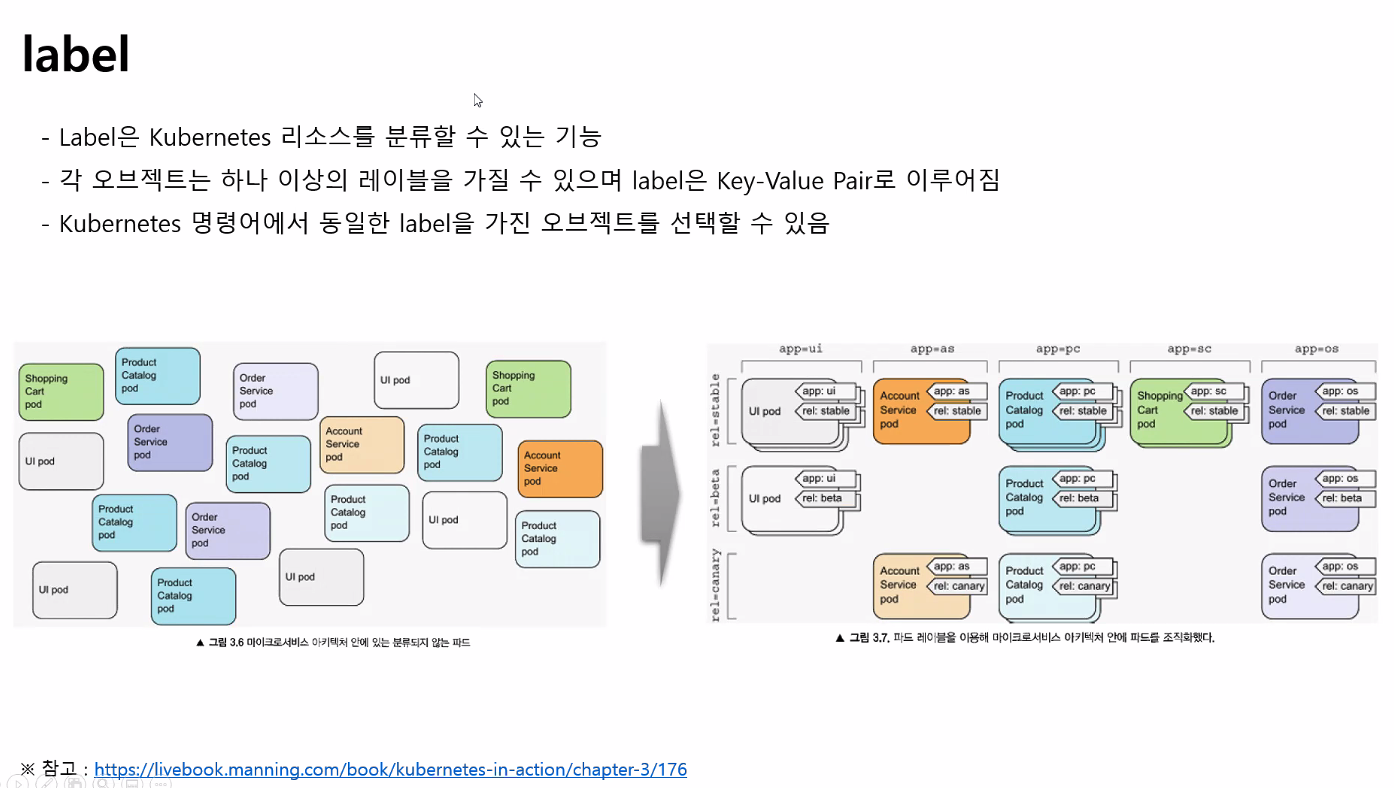 label
- Label은 Kubernetes 리소스를 분류할 수 있는 기능
- 각 오브젝트는 하나 이상의 레이블을 가질 수 있으며 label은 Key-Value Pair로 이루어짐
- Kubernetes 명령어에서 동일한 label을 가진 오브젝트를 선택할 수 있음
Shopping
Cart
pod
Product
Catalog
pod
Order
Service
pod
UI pod
Shopping
Cart
pod
UI pod
Order
Service
pod
Product
Catalog
pod
Account
Service
pod
Product
Catalog
pod
Account
Service
pod
Product
Catalog
pod
Order
Service
pod
Product
Catalog
pod
UI pod
Product
Catalog
pod
UI pod
Product
Catalog
pod
UI pod
▲ 그림 3.6 마이크로서비스 아키텍처 안에 있는 분류되지 않는 파드
app=ui
app=as
app=pc
app=sc
app=os
rel=stable
UI pod
app: ui
rel: stable
Account
Service
pod
app: as
rel: stable
Product
Catalog
pod
app: pc
rel: stable
Shopping
Cart
pod
app: sc
rel: stable
Order
Service
pod
app: os
rel: stable
rel=beta
UI pod
app: ui
rel: beta
Product
Catalog
pod
app: pc
rel: beta
Order
Service
pod
app: os
rel: beta
rel=canary
Account
Service
pod
app: as
rel: canary
Product
Catalog
pod
app: pc
rel: canary
Order
Service
pod
app: os
rel: canary
▲ 그림 3.7. 파드 레이블을 이용해 마이크로서비스 아키텍처 안에 파드를 조직화했다.
※ 참고 : https://livebook.manning.com/book/kubernetes-in-action/chapter-3/176